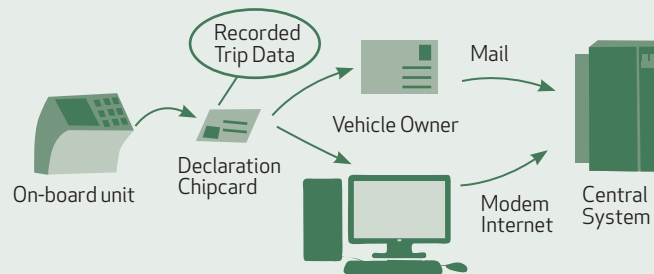 Recorded
Trip Data
Mail
Vehicle Owner
Declaration
Chipcard
On-board unit
Modem
Internet
Central
System